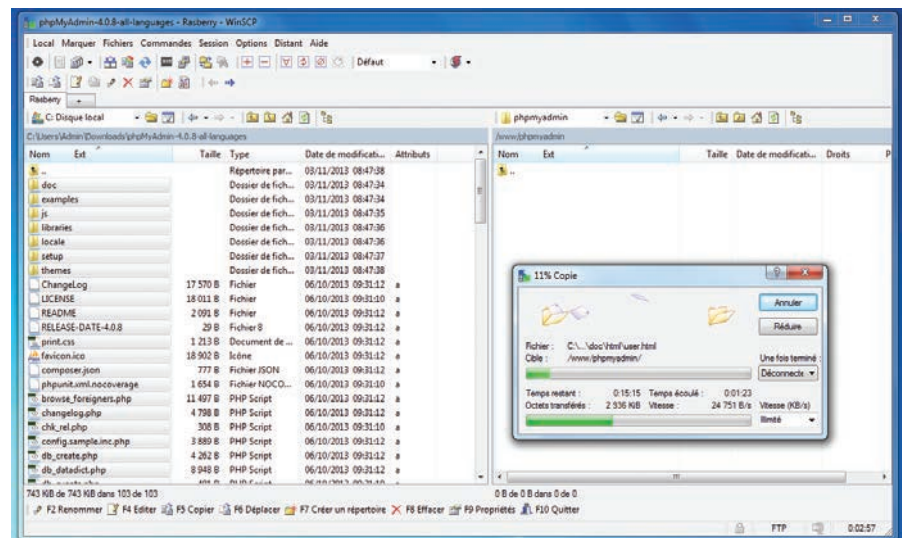 phpMyAdmin-4.0.8-all-languages - Rasberry - WinSCP
Local Marquer Fichiers Commandes Session Options Distant Aide
Défaut
Rasberry
C: Disque local
phpmyadmin
C:\Users\Admin\Downloads\phpMyAdmin-4.0.8-all-languages
/www/phpmyadmin
Nom Ext Taille Type Date de modificati... Attributs
.. Répertoire par... 03/11/2013 08:47:38
doc Dossier de fich... 03/11/2013 08:47:34
examples Dossier de fich... 03/11/2013 08:47:34
js Dossier de fich... 03/11/2013 08:47:35
libraries Dossier de fich... 03/11/2013 08:47:36
locale Dossier de fich... 03/11/2013 08:47:36
setup Dossier de fich... 03/11/2013 08:47:37
themes Dossier de fich... 03/11/2013 08:47:38
ChangeLog 17 570 B Fichier 06/10/2013 09:31:12 a
LICENSE 18 011 B Fichier 06/10/2013 09:31:10 a
README 2 091 B Fichier 06/10/2013 09:31:12 a
RELEASE-DATE-4.0.8 29 B Fichier 8 06/10/2013 09:31:12 a
print.css 1 213 B Document de ... 06/10/2013 09:31:12 a
favicon.ico 18 902 B Icône 06/10/2013 09:31:12 a
composer.json 777 B Fichier JSON 06/10/2013 09:31:12 a
phpunit.xml.nocoverage 1 654 B Fichier NOCO... 06/10/2013 09:31:10 a
browse_foreigners.php 11 497 B PHP Script 06/10/2013 09:31:12 a
changelog.php 4 798 B PHP Script 06/10/2013 09:31:12 a
chk_rel.php 308 B PHP Script 06/10/2013 09:31:10 a
config.sample.inc.php 3 889 B PHP Script 06/10/2013 09:31:12 a
db_create.php 4 262 B PHP Script 06/10/2013 09:31:12 a
db_datadict.php 8 948 B PHP Script 06/10/2013 09:31:12 a
Nom Ext Taille Date de modificati... Droits P
..
11% Copie
Annuler
Réduire
Fichier : C:\...\doc\html\user.html
Cible : /www/phpmyadmin/
Une fois terminé :
Déconnecte
Temps restant : 0:15:15 Temps écoulé : 0:01:23
Octets transférés : 2 936 KiB Vitesse : 24 751 B/s
Vitesse (KB/s)
Illimité
743 KiB de 743 KiB dans 103 de 103
0 B de 0 B dans 0 de 0
F2 Renommer F4 Editer F5 Copier F6 Déplacer F7 Créer un répertoire F8 Effacer F9 Propriétés F10 Quitter
FTP 0:02:57